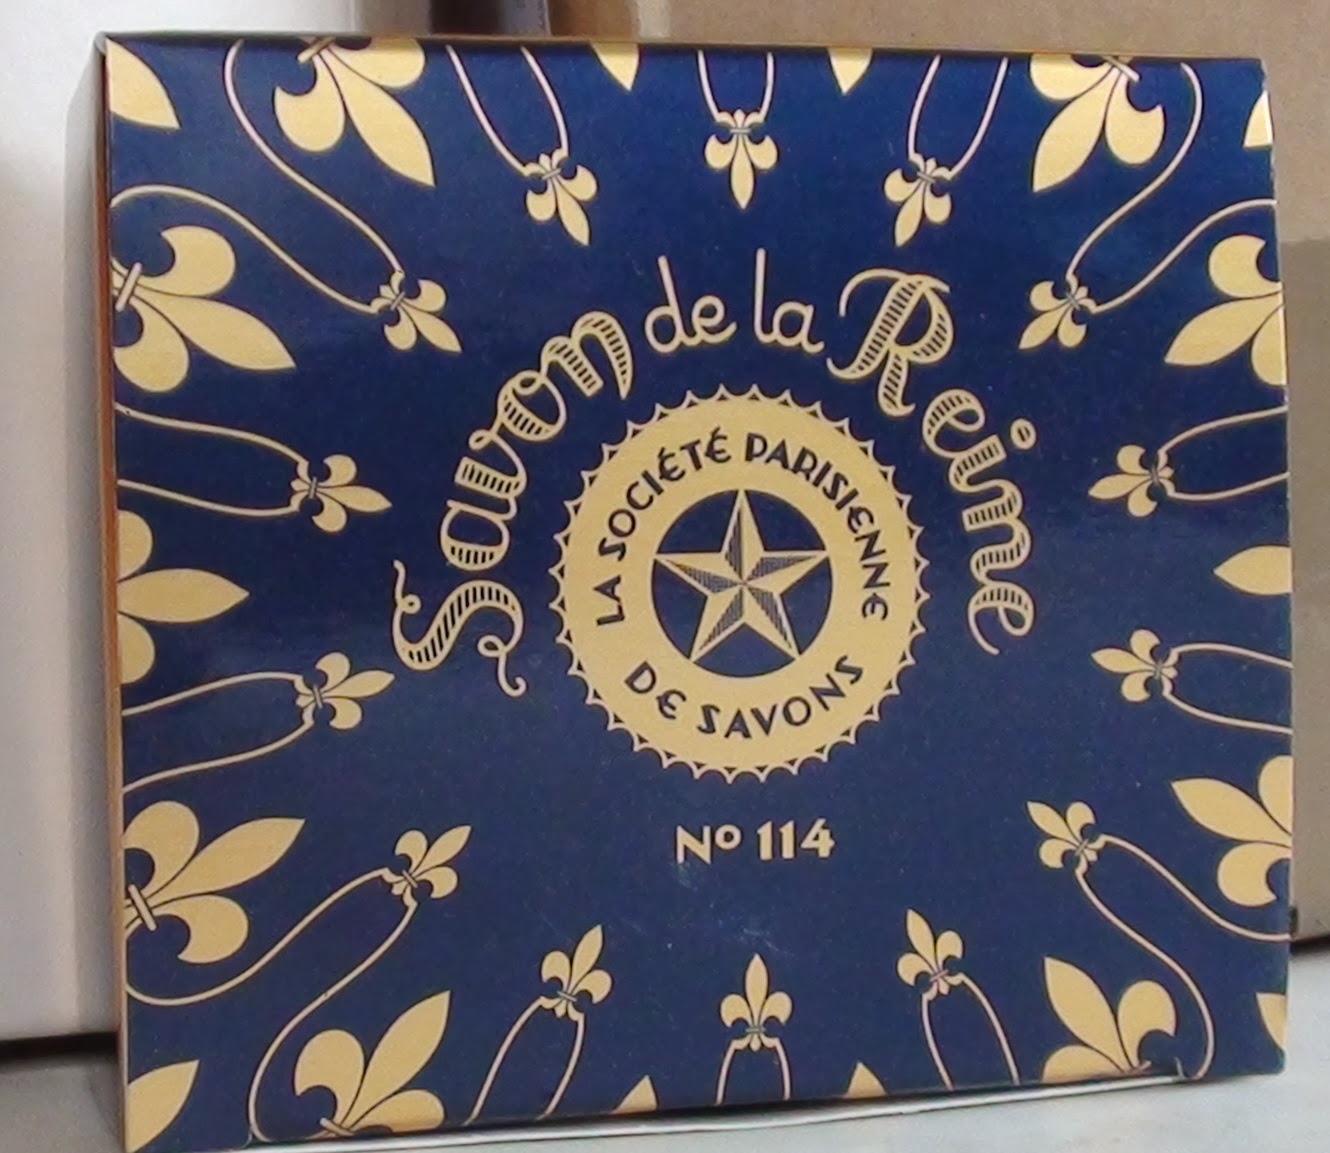 Savon de la Reine
LA SOCIÉTÉ PARISIENNE
DE SAVONS
Nº 114